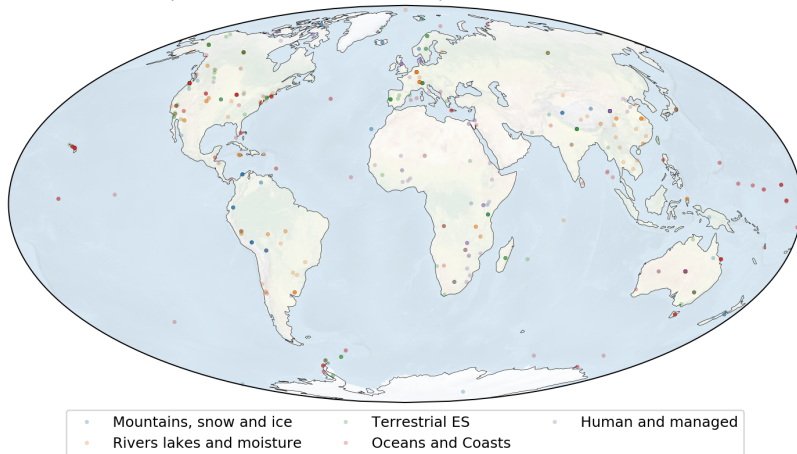 Mountains, snow and ice
Terrestrial ES
Human and managed
Rivers lakes and moisture
Oceans and Coasts